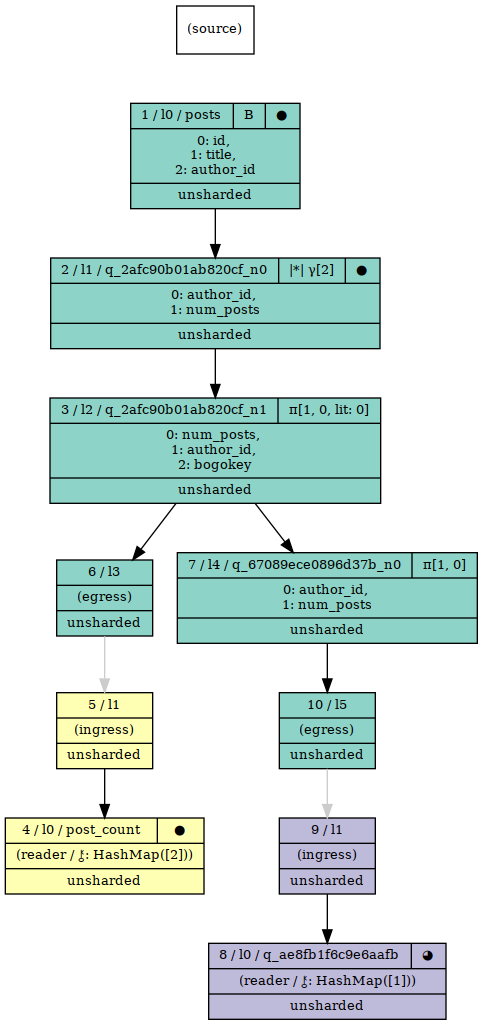 (source)
1 / l0 / posts B ●
0: id,
1: title,
2: author_id
unsharded
2 / l1 / q_2afc90b01ab820cf_n0 |*| γ[2] ●
0: author_id,
1: num_posts
unsharded
3 / l2 / q_2afc90b01ab820cf_n1 π[1, 0, lit: 0]
0: num_posts,
1: author_id,
2: bogokey
unsharded
6 / l3
(egress)
unsharded
7 / l4 / q_67089ece0896d37b_n0 π[1, 0]
0: author_id,
1: num_posts
unsharded
5 / l1
(ingress)
unsharded
10 / l5
(egress)
unsharded
4 / l0 / post_count ●
(reader / ⚷: HashMap([2]))
unsharded
9 / l1
(ingress)
unsharded
8 / l0 / q_ae8fb1f6c9e6aafb ◕
(reader / ⚷: HashMap([1]))
unsharded